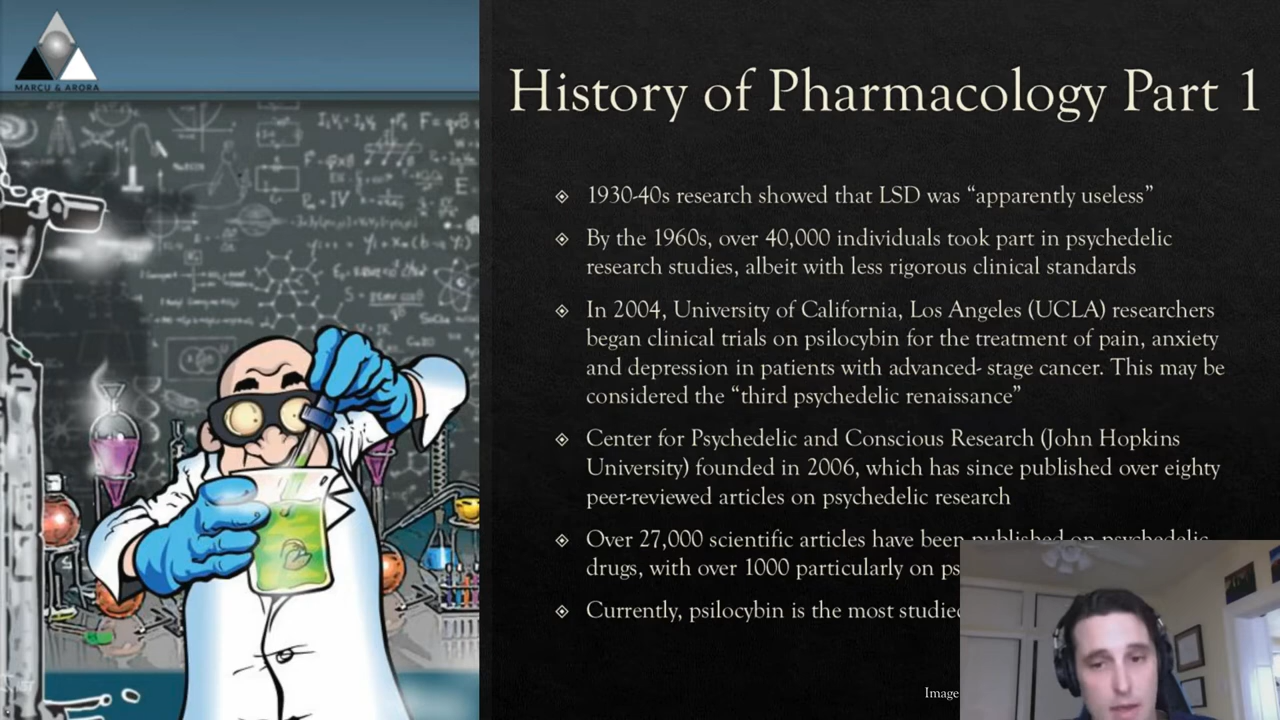 MARCU & ARORA
History of Pharmacology Part 1
1930-40s research showed that LSD was “apparently useless”
By the 1960s, over 40,000 individuals took part in psychedelic
research studies, albeit with less rigorous clinical standards
In 2004, University of California, Los Angeles (UCLA) researchers
began clinical trials on psilocybin for the treatment of pain, anxiety
and depression in patients with advanced- stage cancer. This may be
considered the “third psychedelic renaissance”
Center for Psychedelic and Conscious Research (John Hopkins
University) founded in 2006, which has since published over eighty
peer-reviewed articles on psychedelic research
Over 27,000 scientific articles have been published on psychedelic
drugs, with over 1000 particularly on ps
Currently, psilocybin is the most studied
Image